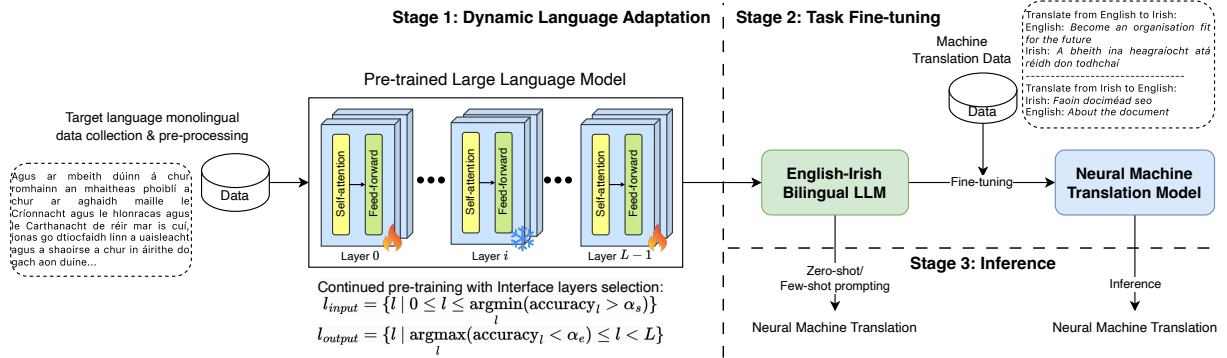 Stage 1: Dynamic Language Adaptation
Pre-trained Large Language Model
Target language monolingual
data collection & pre-processing
Data
Agus ar mbeith dúinn á chur
romhainn an mhaitheas phoiblí a
chur ar aghaidh maille le
Críonnacht agus le hIonracas agus
le Carthanacht de réir mar is cuí,
ionas go dtiocfaidh linn a uaisleacht
agus a shaoirse a chur in áirithe do
gach aon duine...
Self-attention
Feed-forward
Layer 0
Self-attention
Feed-forward
Layer i
Self-attention
Feed-forward
Layer L − 1
Continued pre-training with Interface layers selection:
l_input = {l | 0 ≤ l ≤ argmin(accuracy_l > α_s)}
l
l_output = {l | argmax(accuracy_l < α_e) ≤ l < L}
l
Stage 2: Task Fine-tuning
Machine
Translation Data
Data
Translate from English to Irish:
English: Become an organisation fit
for the future
Irish: A bheith ina heagraíocht atá
réidh don todhchaí
Translate from Irish to English:
Irish: Faoin dociméad seo
English: About the document
English-Irish
Bilingual LLM
Fine-tuning
Neural Machine
Translation Model
Stage 3: Inference
Zero-shot/
Few-shot prompting
Neural Machine Translation
Inference
Neural Machine Translation